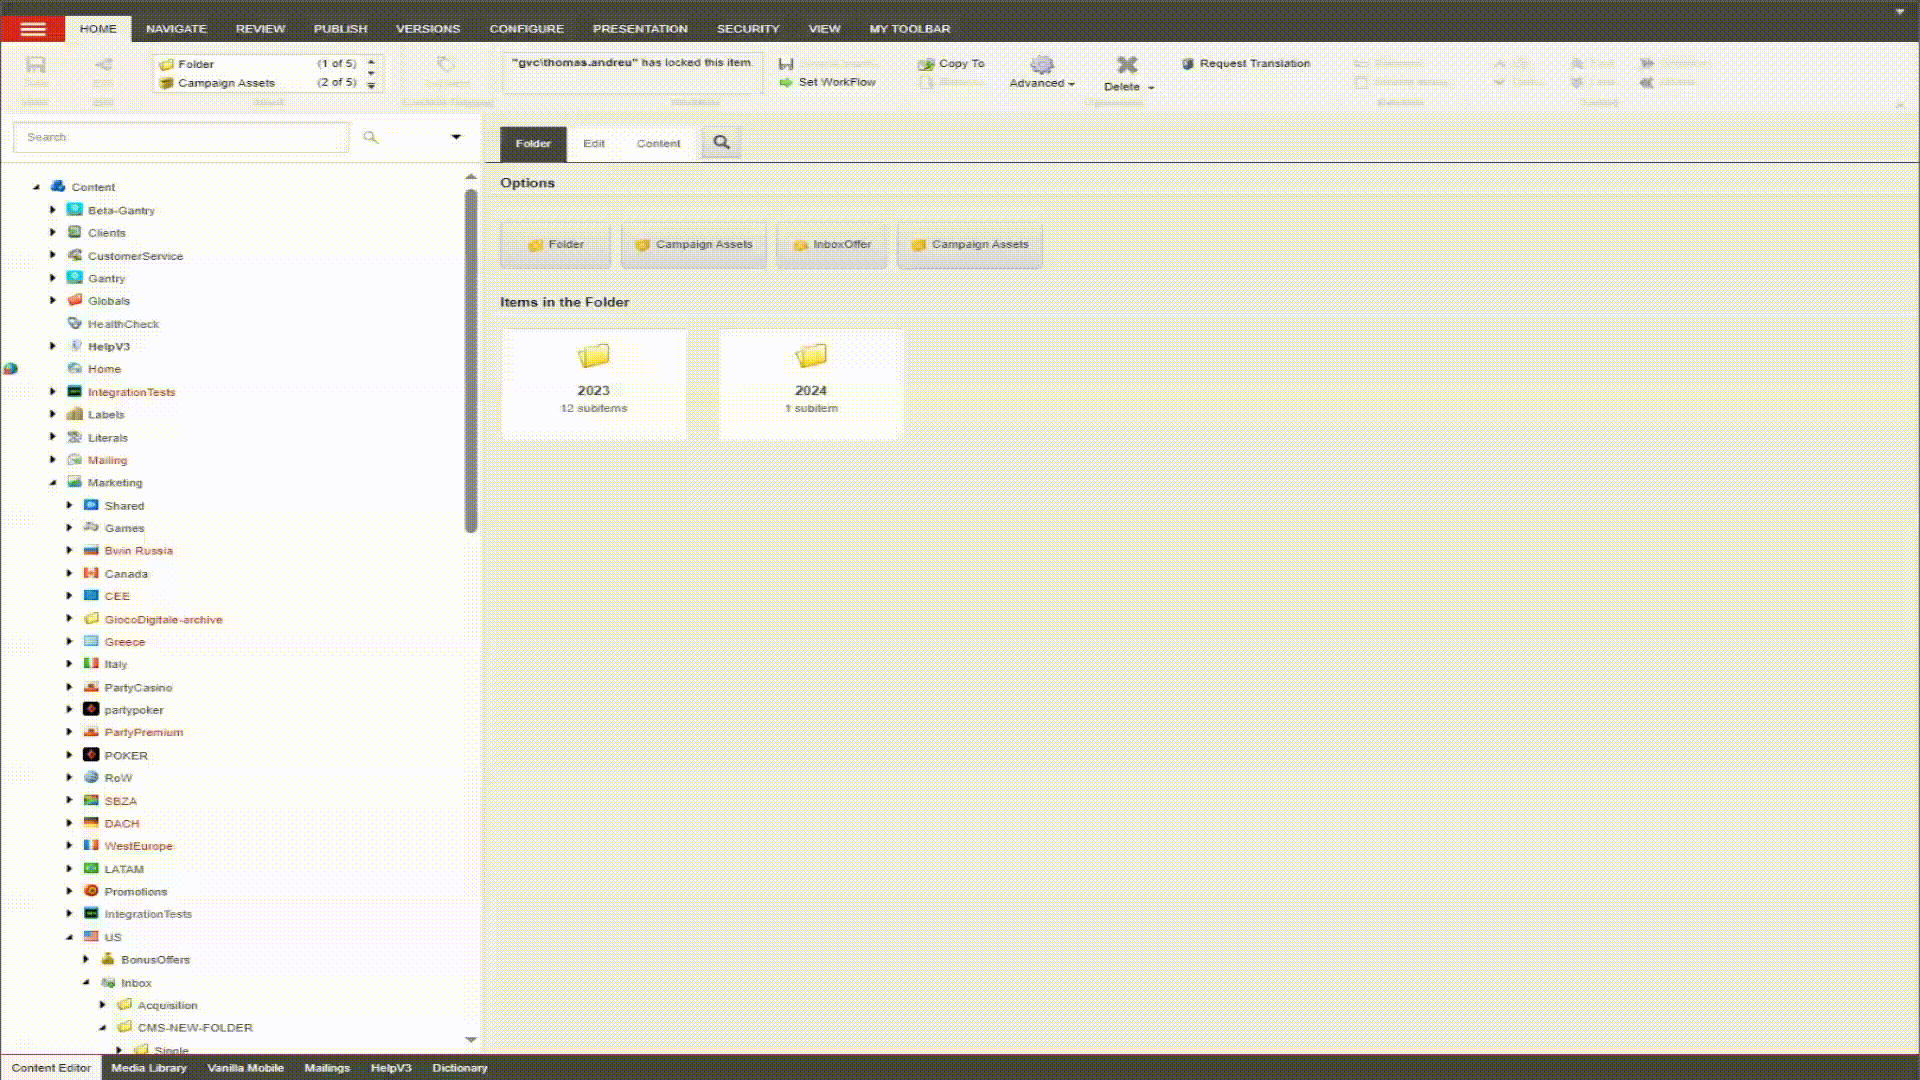 HOME NAVIGATE REVIEW PUBLISH VERSIONS CONFIGURE PRESENTATION SECURITY VIEW MY TOOLBAR
Folder (1 of 5)
Campaign Assets (2 of 5)
"gvc\thomas.andreu" has locked this item.
Set WorkFlow
Copy To
Advanced
Delete
Request Translation
Search
Content
Beta-Gantry
Clients
CustomerService
Gantry
Globals
HealthCheck
HelpV3
Home
IntegrationTests
Labels
Literals
Mailing
Marketing
Shared
Games
Bwin Russia
Canada
CEE
GiocoDigitale-archive
Greece
Italy
PartyCasino
partypoker
PartyPremium
POKER
RoW
SBZA
DACH
WestEurope
LATAM
Promotions
IntegrationTests
US
BonusOffers
Inbox
Acquisition
CMS-NEW-FOLDER
Single
Folder Edit Content
Options
Folder Campaign Assets InboxOffer Campaign Assets
Items in the Folder
2023
12 subitems
2024
1 subitem
Content Editor Media Library Vanilla Mobile Mailings HelpV3 Dictionary